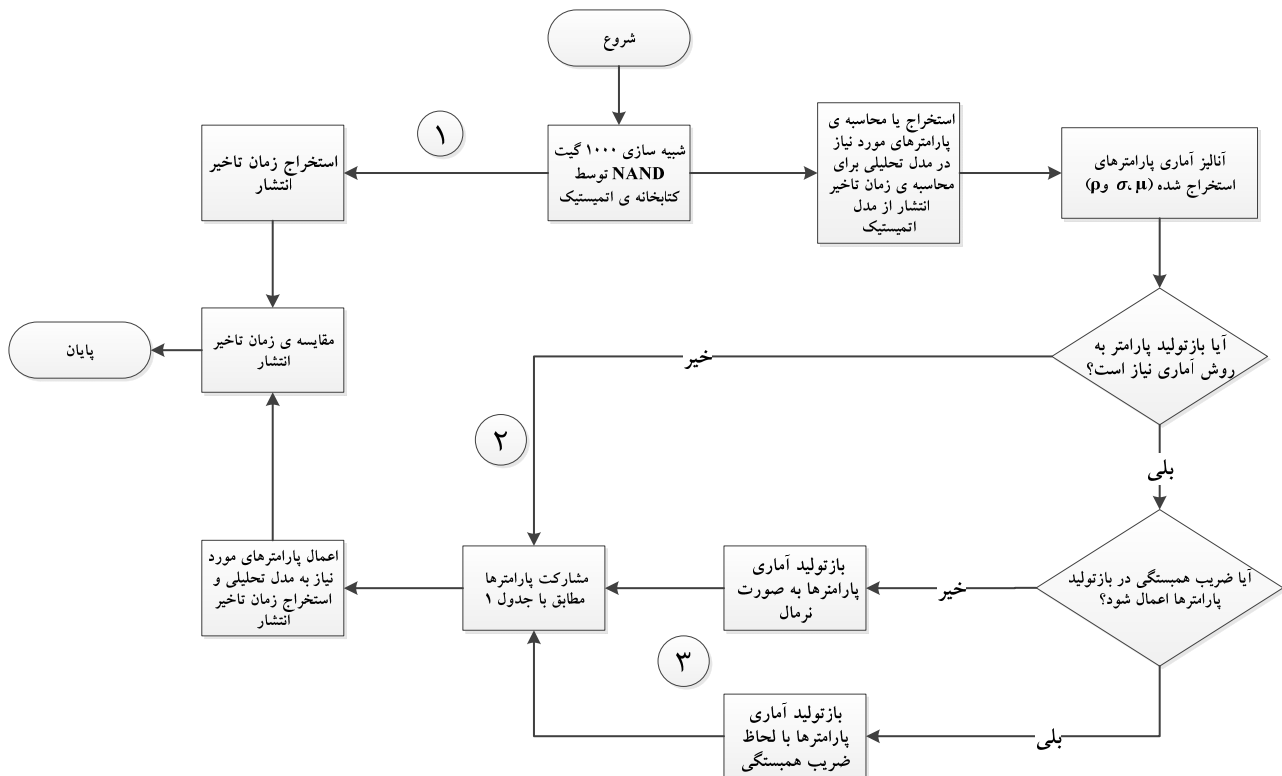 شروع
۱
شبیه سازی ۱۰۰۰ گیت
NAND توسط
کتابخانه ی اتمیستیک
استخراج زمان تاخیر
انتشار
استخراج یا محاسبه ی
پارامترهای مورد نیاز
در مدل تحلیلی برای
محاسبه ی زمان تاخیر
انتشار از مدل
اتمیستیک
آنالیز آماری پارامترهای
استخراج شده (μ ،σ و ρ)
آیا بازتولید پارامتر به
روش آماری نیاز است؟
خیر
بلی
۲
مقایسه ی زمان تاخیر
انتشار
پایان
آیا ضریب همبستگی در بازتولید
پارامترها اعمال شود؟
خیر
بلی
بازتولید آماری
پارامترها به صورت
نرمال
۳
بازتولید آماری
پارامترها با لحاظ
ضریب همبستگی
مشارکت پارامترها
مطابق با جدول ۱
اعمال پارامترهای مورد
نیاز به مدل تحلیلی و
استخراج زمان تاخیر
انتشار